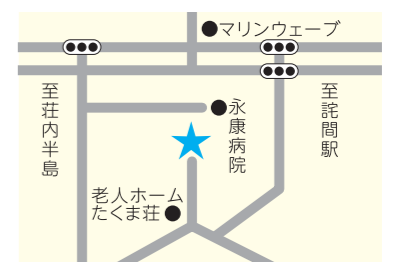 マリンウェーブ
至荘内半島
永康病院
至詫間駅
老人ホーム
たくま荘